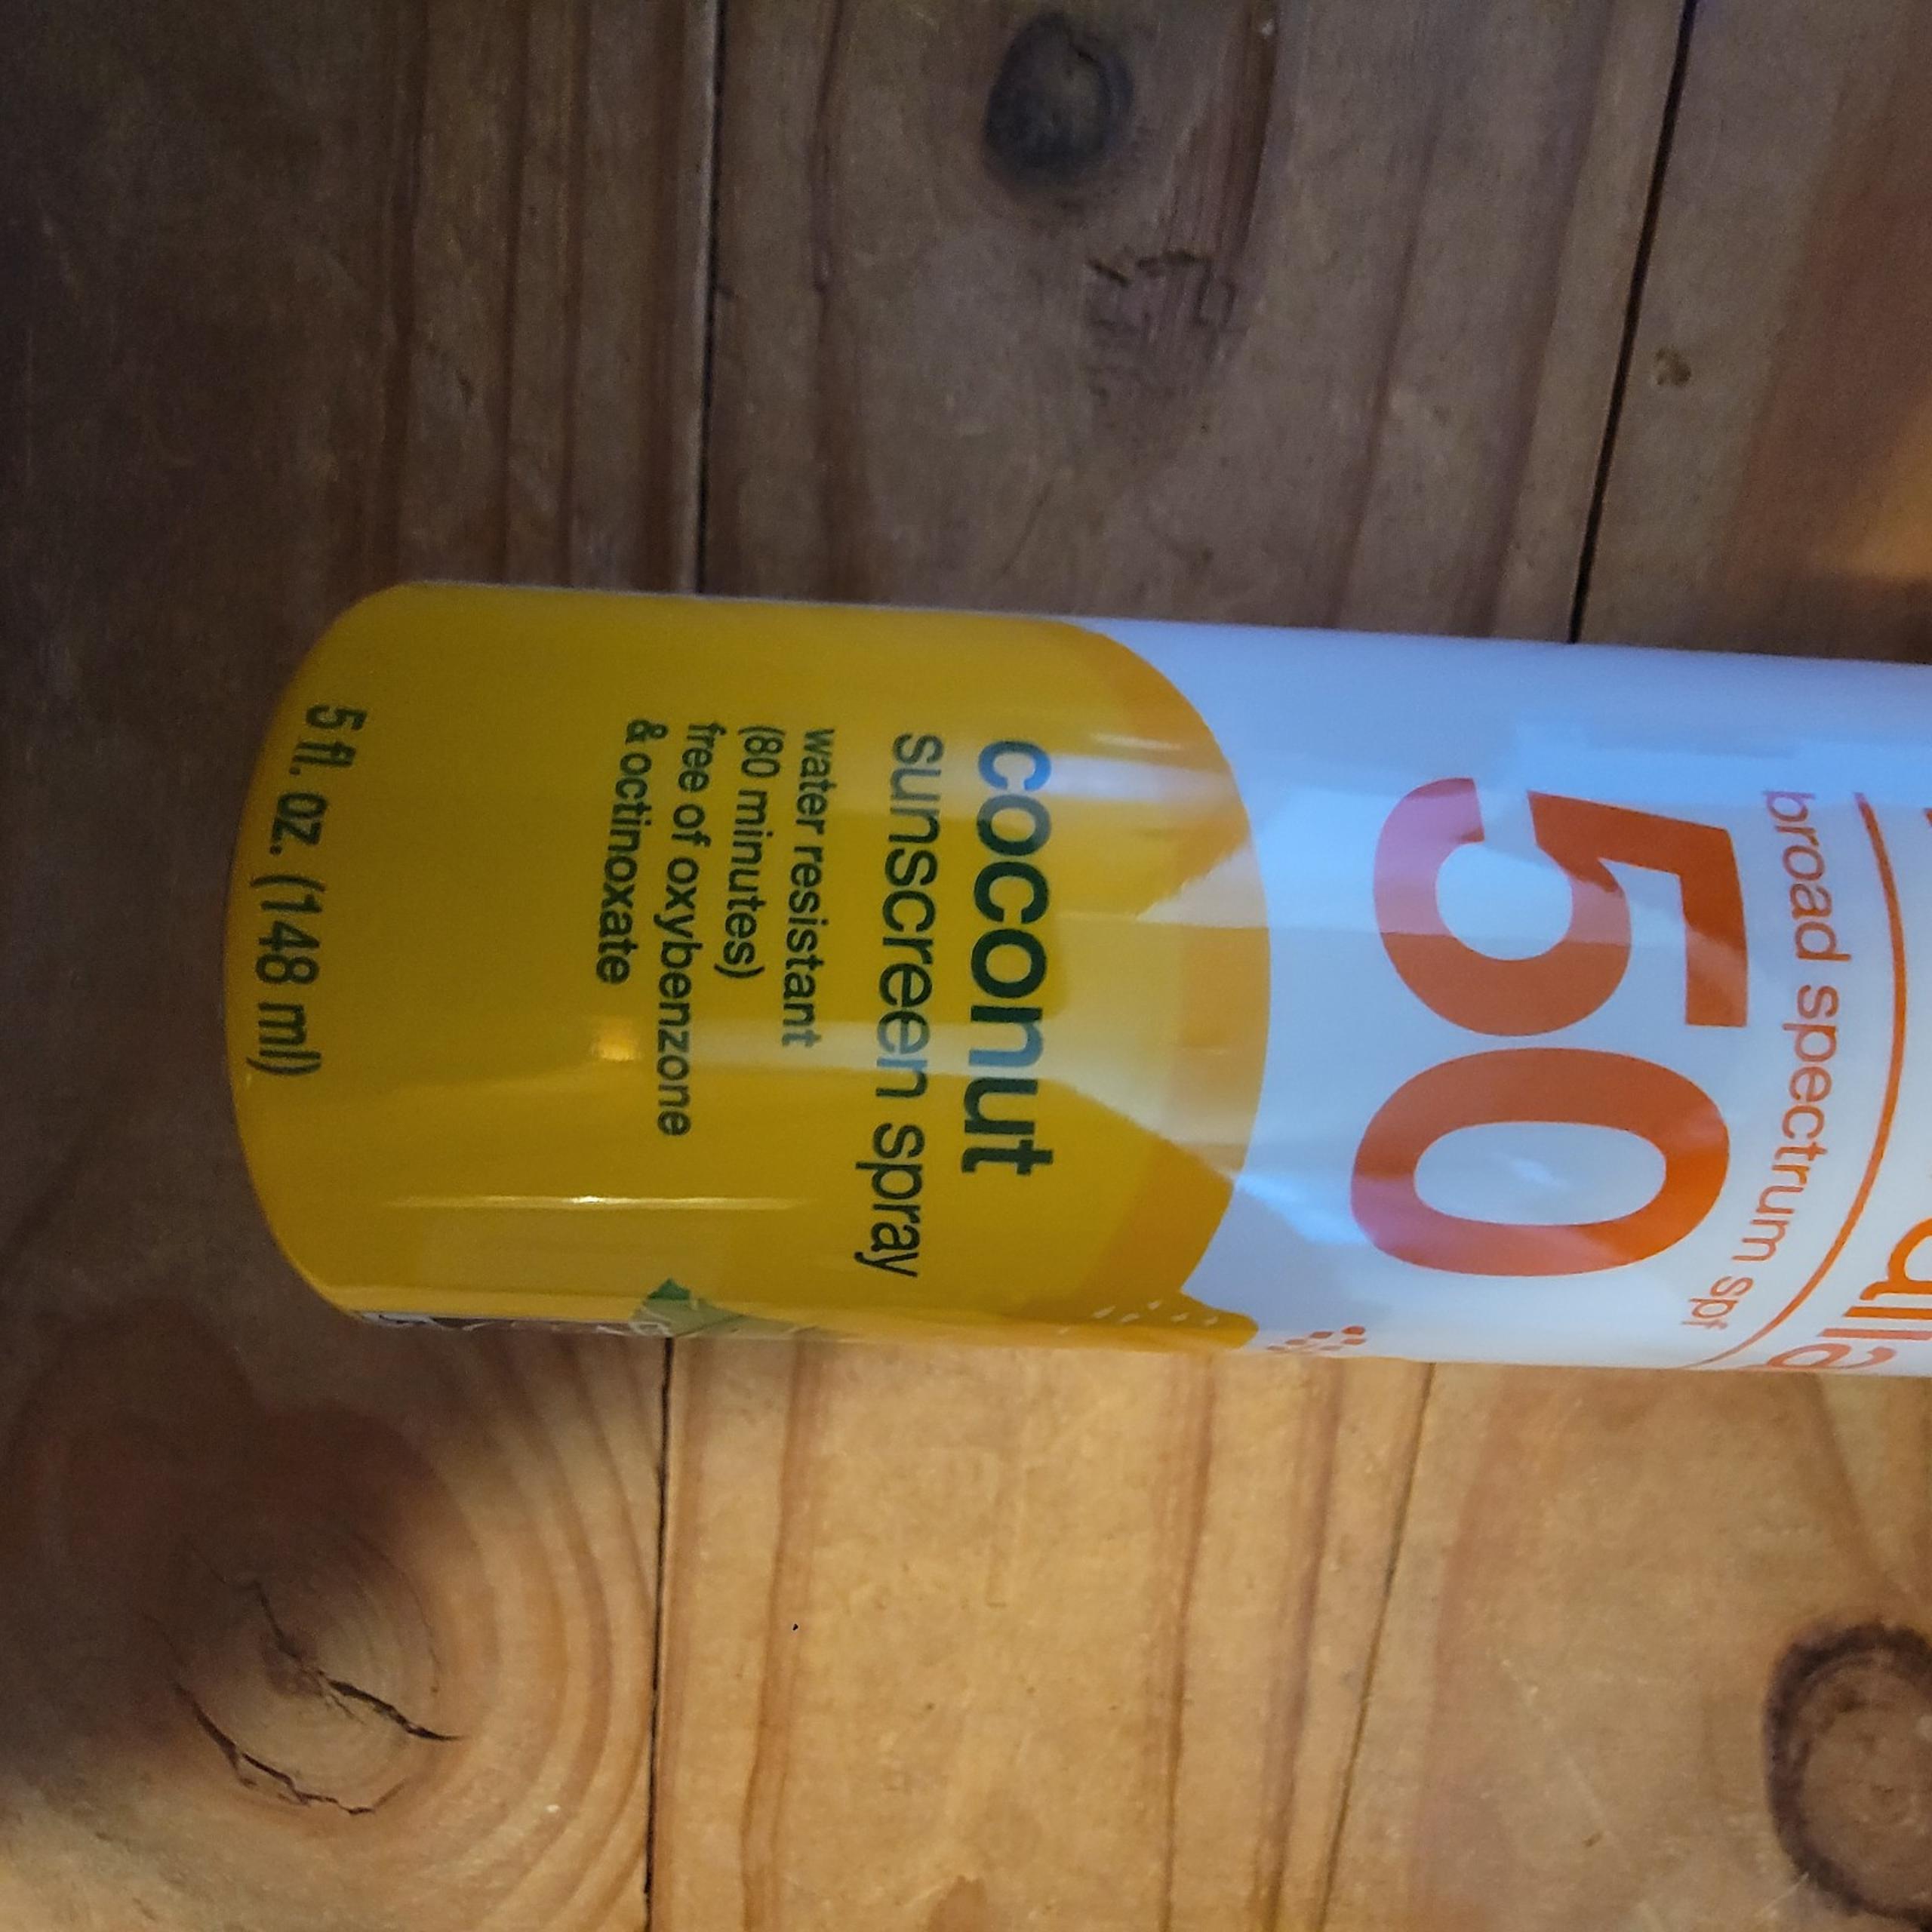 broad spectrum spf
50
coconut
sunscreen spray
water resistant
(80 minutes)
free of oxybenzone
& octinoxate
5 fl. oz. (148 ml)